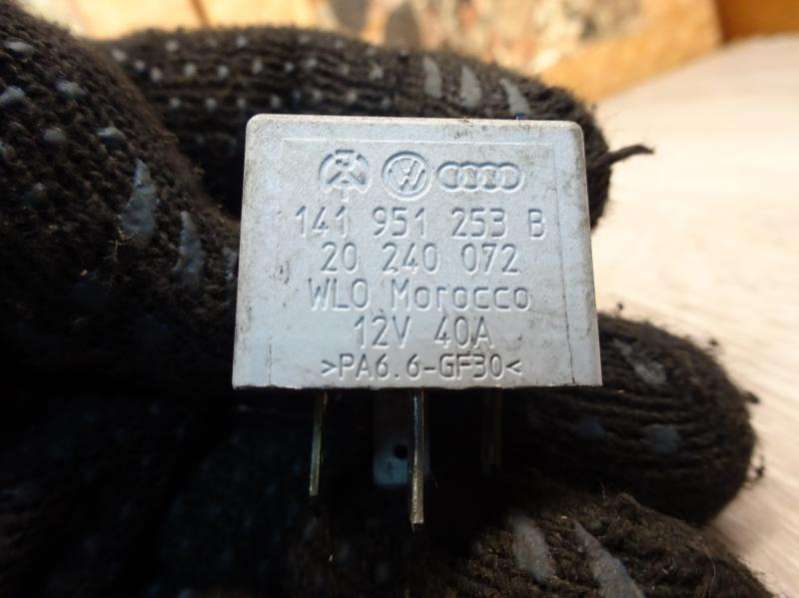 141 951 253 B
20 240 072
WLO Morocco
12V 40A
>PA6.6-GF30<